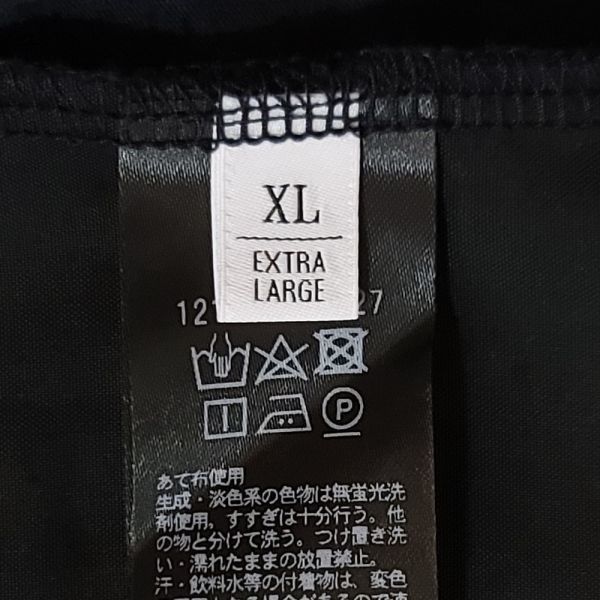 XL
EXTRA
LARGE
12 27
P
あて布使用
生成・淡色系の色物は無蛍光洗
剤使用、すすぎは十分行う。他
の物と分けて洗う。つけ置き洗
い・濡れたままの放置禁止。
汗・飲料水等の付着物は、変色